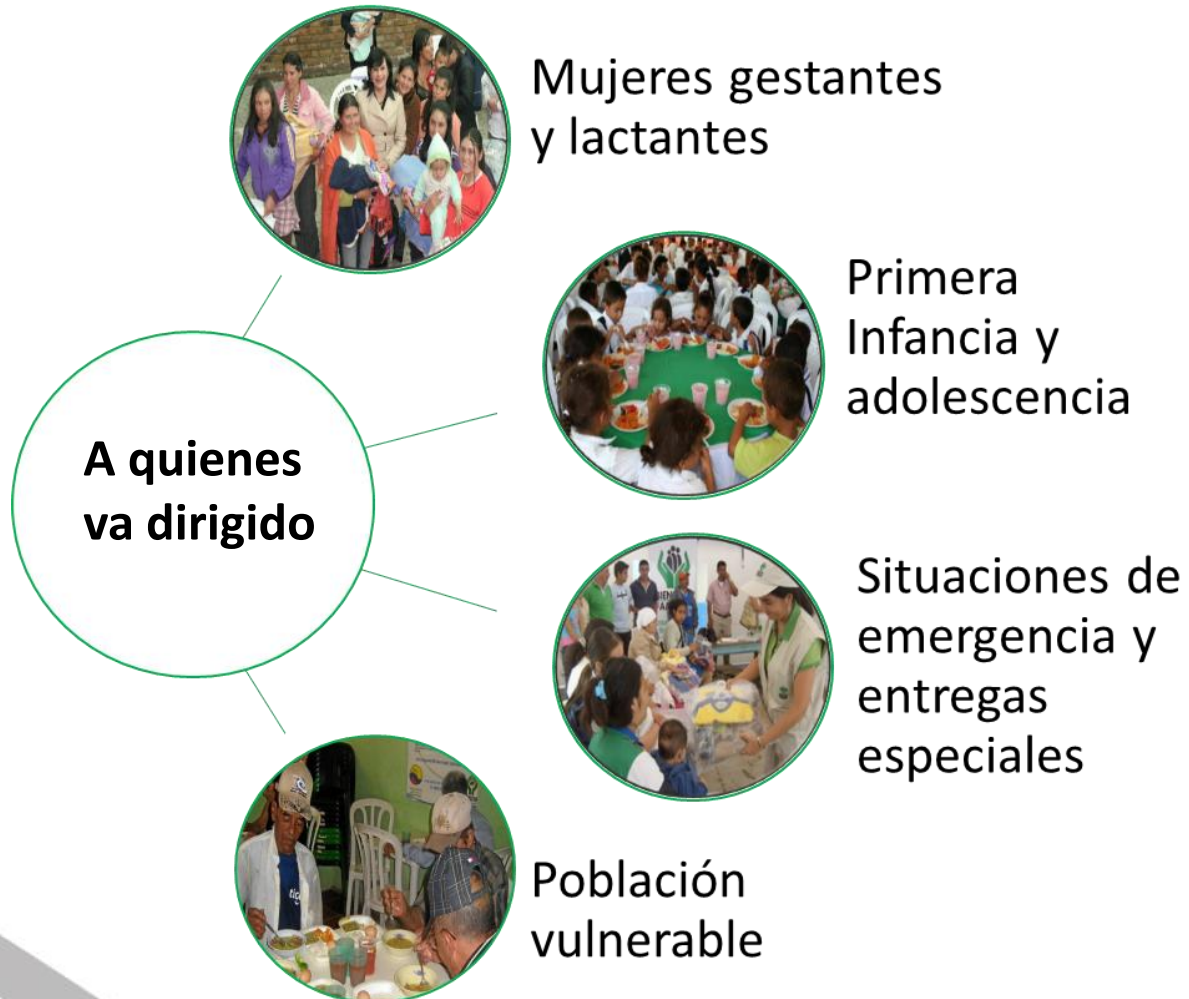 Mujeres gestantes
y lactantes
Primera
Infancia y
adolescencia
A quienes
va dirigido
Situaciones de
emergencia y
entregas
especiales
Población
vulnerable